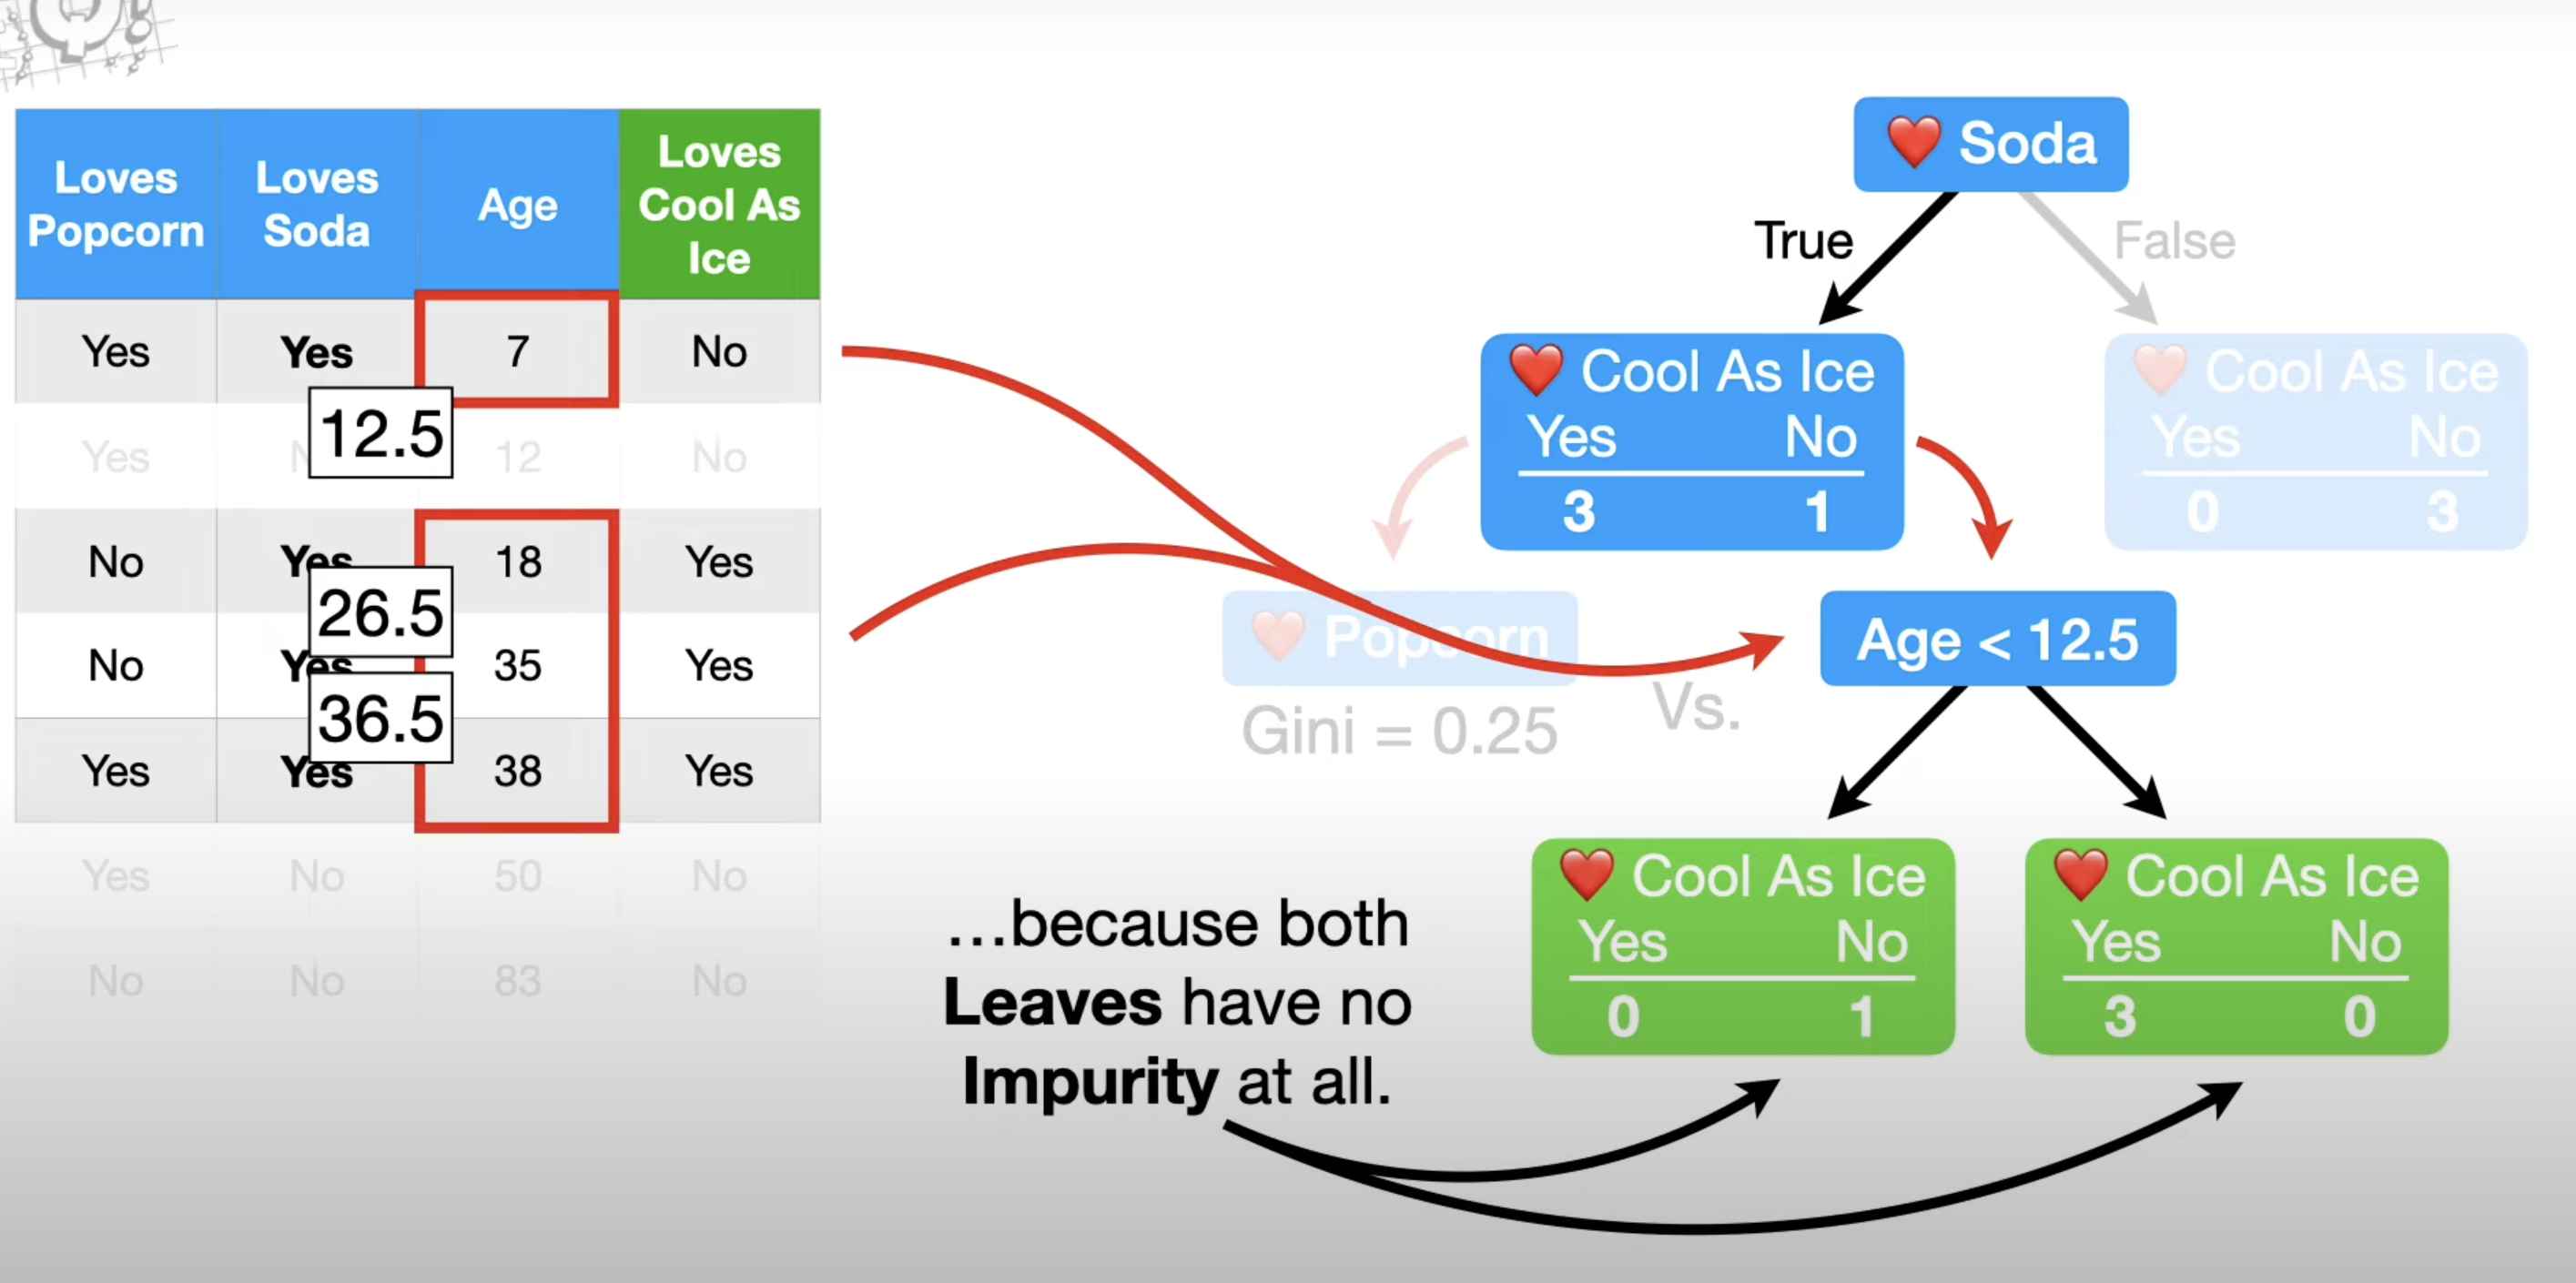 Loves Popcorn
Loves Soda
Age
Loves Cool As Ice
Yes Yes 7 No
12.5
Yes 12 No
No Yes 18 Yes
26.5
No Yes 35 Yes
36.5
Yes Yes 38 Yes
Yes No 50 No
No No 83 No
❤️ Soda
True
False
❤️ Cool As Ice
Yes No
3 1
❤️ Cool As Ice
Yes No
0 3
❤️ Popcorn
Gini = 0.25
Vs.
Age < 12.5
❤️ Cool As Ice
Yes No
0 1
❤️ Cool As Ice
Yes No
3 0
…because both
Leaves have no
Impurity at all.